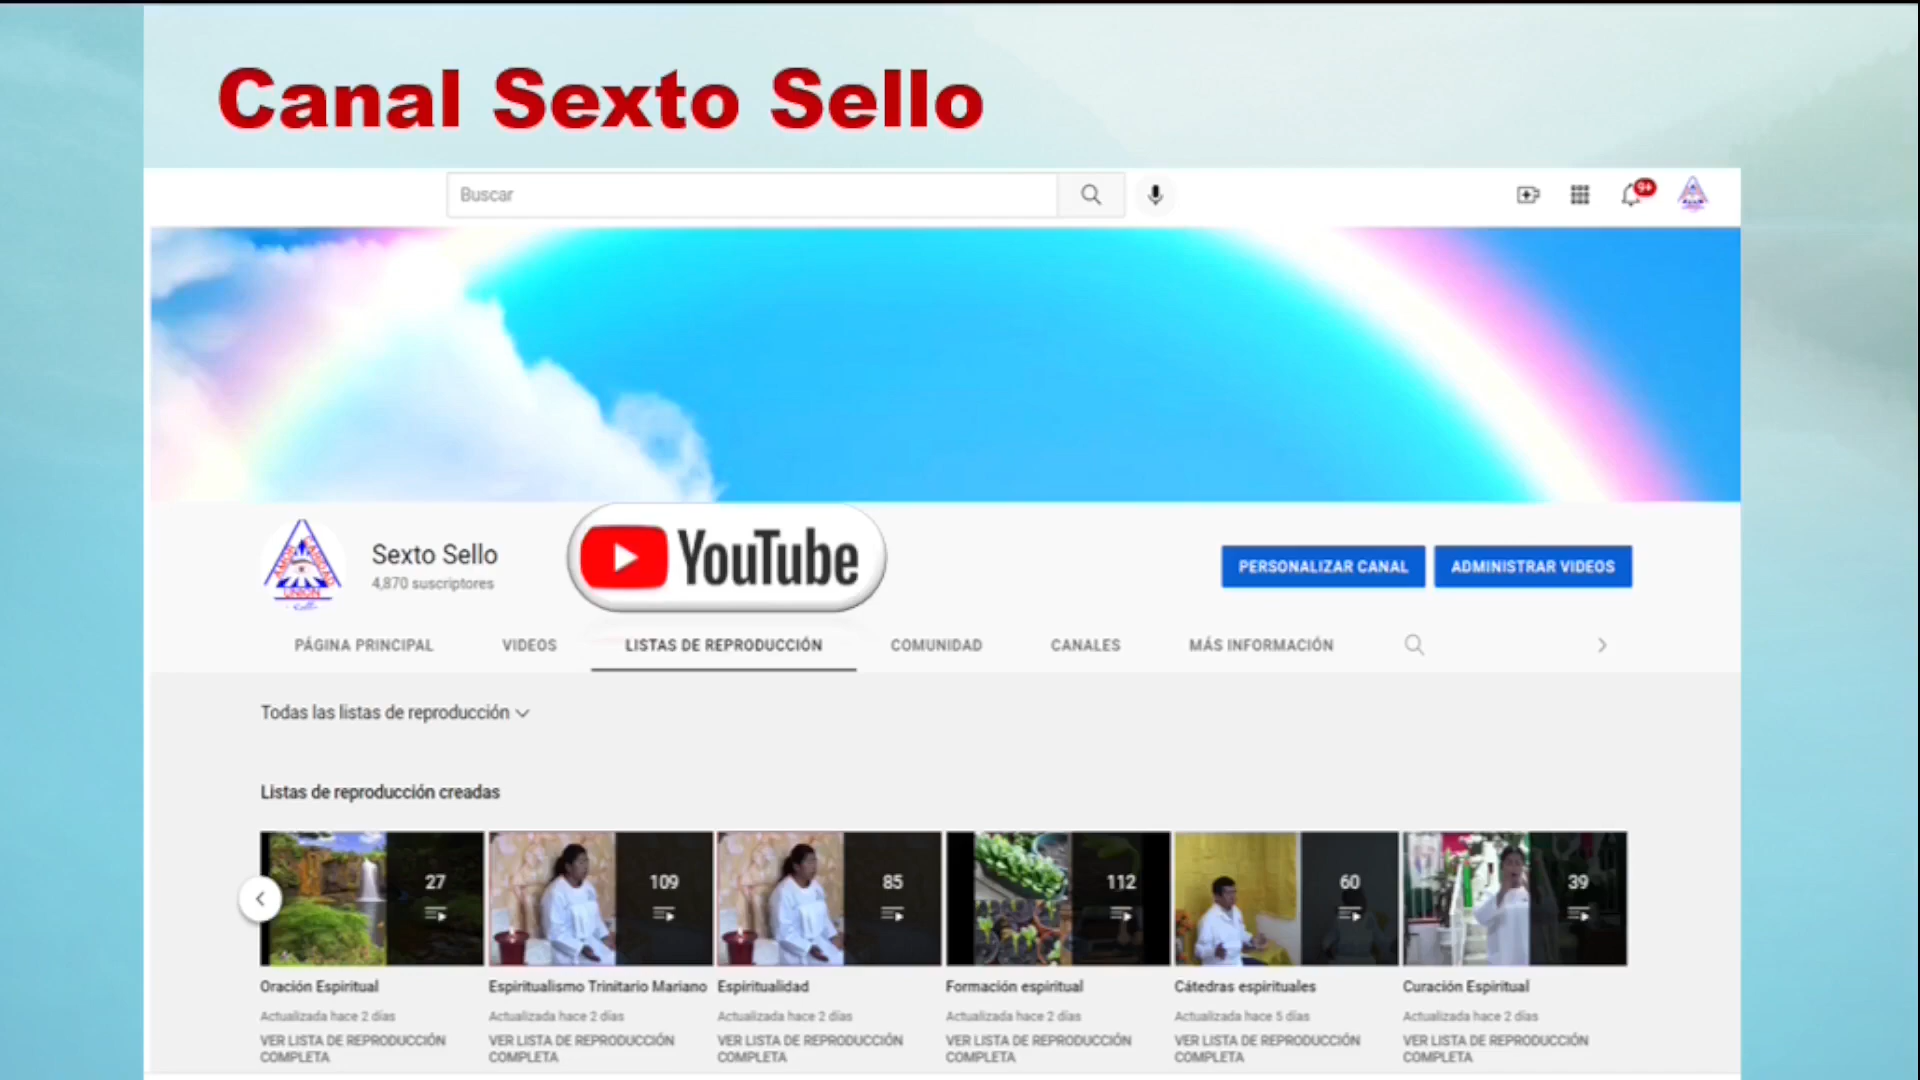 Canal Sexto Sello
Buscar
9+
Sexto Sello
4,870 suscriptores
YouTube
PERSONALIZAR CANAL
ADMINISTRAR VIDEOS
AMOR
CARIDAD
UNION
PÁGINA PRINCIPAL
VIDEOS
LISTAS DE REPRODUCCIÓN
COMUNIDAD
CANALES
MÁS INFORMACIÓN
Todas las listas de reproducción
Listas de reproducción creadas
27
109
85
112
60
39
Oración Espiritual
Espiritualismo Trinitario Mariano
Espiritualidad
Formación espiritual
Cátedras espirituales
Curación Espiritual
Actualizada hace 2 días
Actualizada hace 2 días
Actualizada hace 2 días
Actualizada hace 2 días
Actualizada hace 5 días
Actualizada hace 2 días
VER LISTA DE REPRODUCCIÓN
COMPLETA
VER LISTA DE REPRODUCCIÓN
COMPLETA
VER LISTA DE REPRODUCCIÓN
COMPLETA
VER LISTA DE REPRODUCCIÓN
COMPLETA
VER LISTA DE REPRODUCCIÓN
COMPLETA
VER LISTA DE REPRODUCCIÓN
COMPLETA